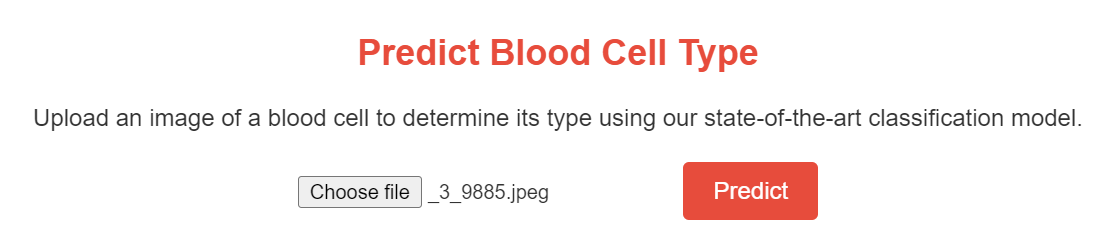 Predict Blood Cell Type
Upload an image of a blood cell to determine its type using our state-of-the-art classification model.
Choose file _3_9885.jpeg Predict